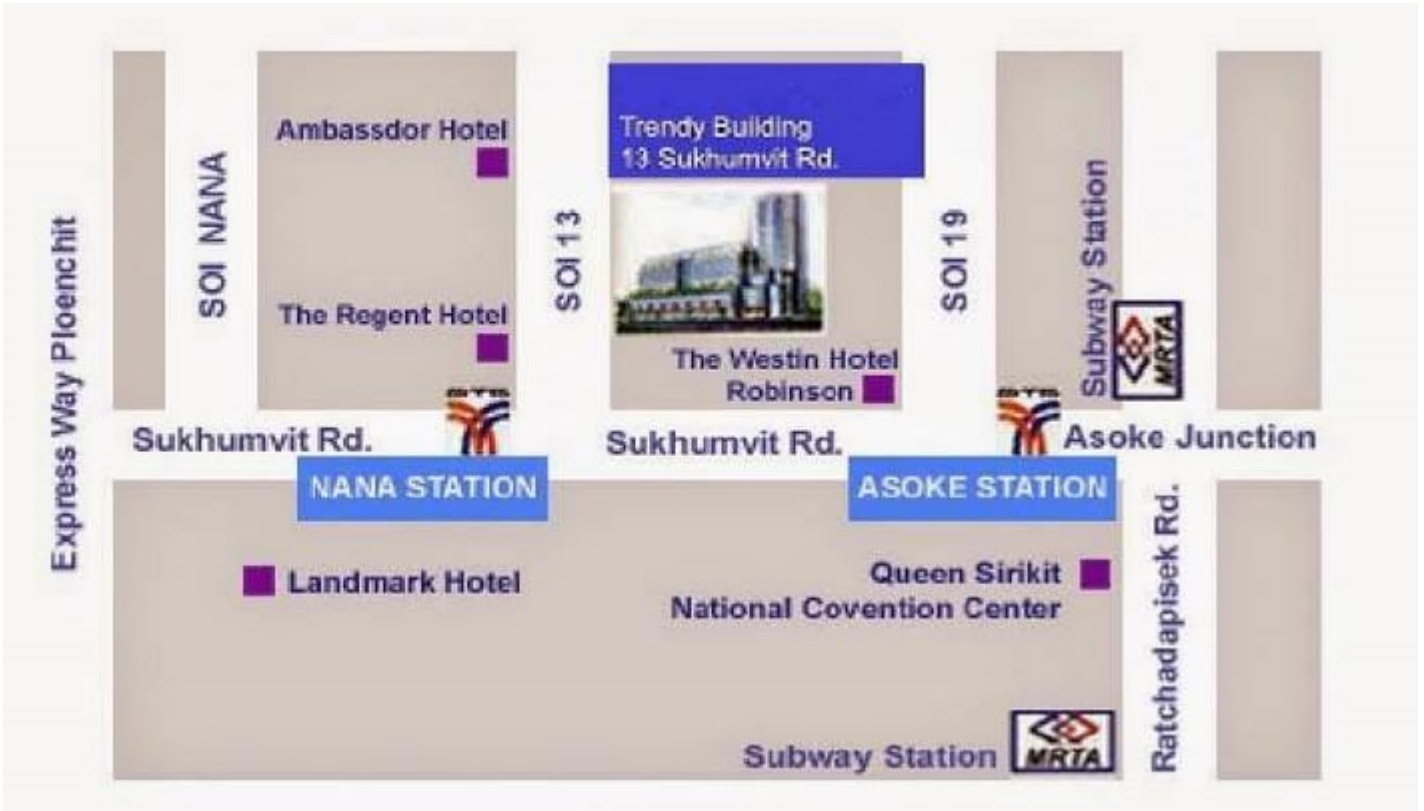 Ambassdor Hotel
Trendy Building
13 Sukhumvit Rd.
SOI NANA
SOI 13
SOI 19
Subway Station
MRTA
Express Way Ploenchit
The Regent Hotel
The Westin Hotel
Robinson
BTS
BTS
Sukhumvit Rd.
Sukhumvit Rd.
Asoke Junction
NANA STATION
ASOKE STATION
Landmark Hotel
Queen Sirikit
National Covention Center
Ratchadapisek Rd.
Subway Station
MRTA